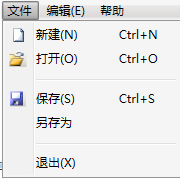 文件 编辑(E) 帮助
新建(N) Ctrl+N
打开(O) Ctrl+O
保存(S) Ctrl+S
另存为
退出(X)